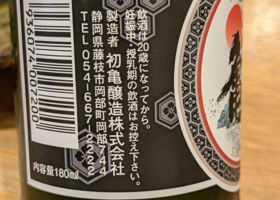 飲酒は20歳になってから。
妊娠中・授乳期の飲酒はお控え下さい。
製造者 初亀醸造株式会社
静岡県藤枝市岡部町岡部744
TEL 054-667-2222
936074007200
内容量180ml